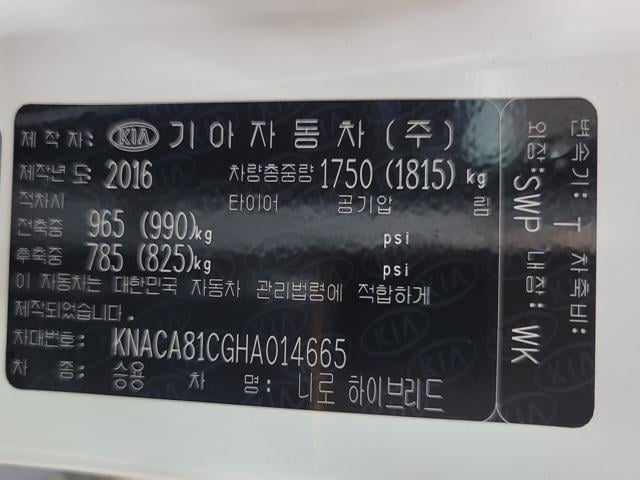 제 작 자: KIA 기아자동차(주)
제작년도 2016 차량총중량 1750 (1815) kg
적차시 타이어 공기압 림
전축중 965 (990)kg psi
후축중 785 (825)kg psi
이 자동차는 대한민국 자동차 관리법령에 적합하게
제작되었습니다.
차대번호: KNACA81CGHA014665
차 종: 승용 차 명: 니로 하이브리드
변속기: T 차축비:
외장:SWP 내장: WK